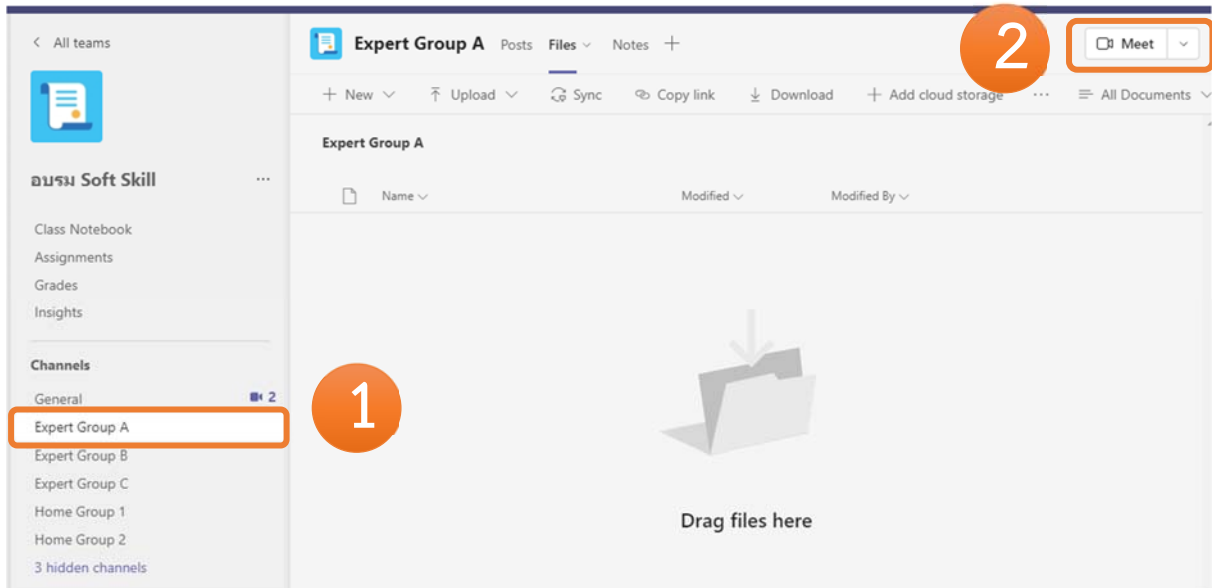 All teams
อบรม Soft Skill
...
Class Notebook
Assignments
Grades
Insights
Channels
General 2
Expert Group A
Expert Group B
Expert Group C
Home Group 1
Home Group 2
3 hidden channels
1
Expert Group A Posts Files Notes +
2
Meet
+ New Upload Sync Copy link Download + Add cloud storage ... All Documents
Expert Group A
Name Modified Modified By
Drag files here